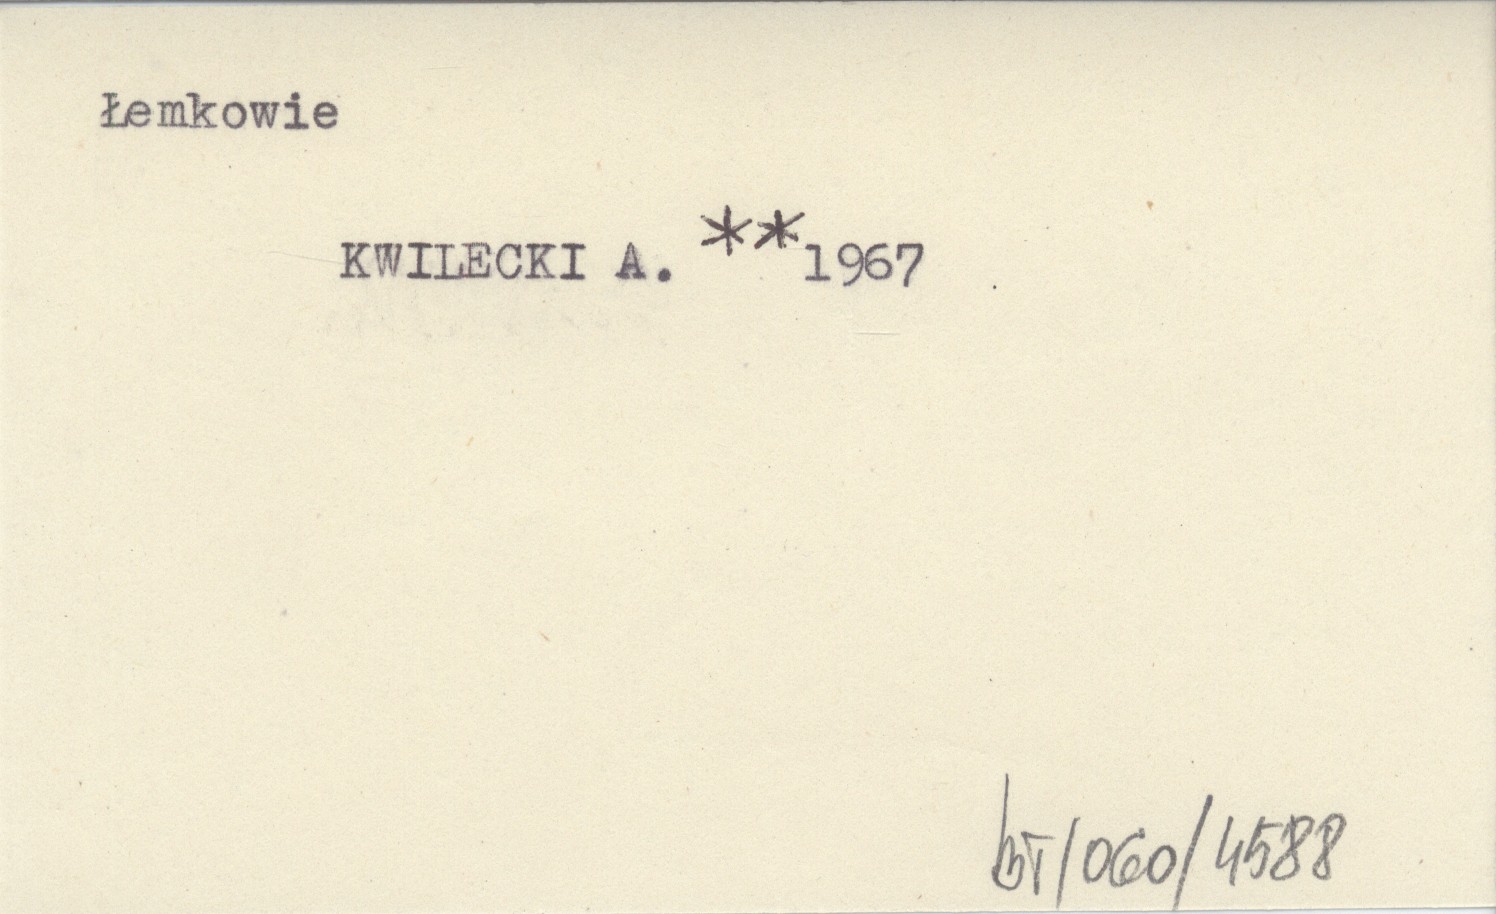 Łemkowie
KWILECKI A. **1967
bT/060/4588